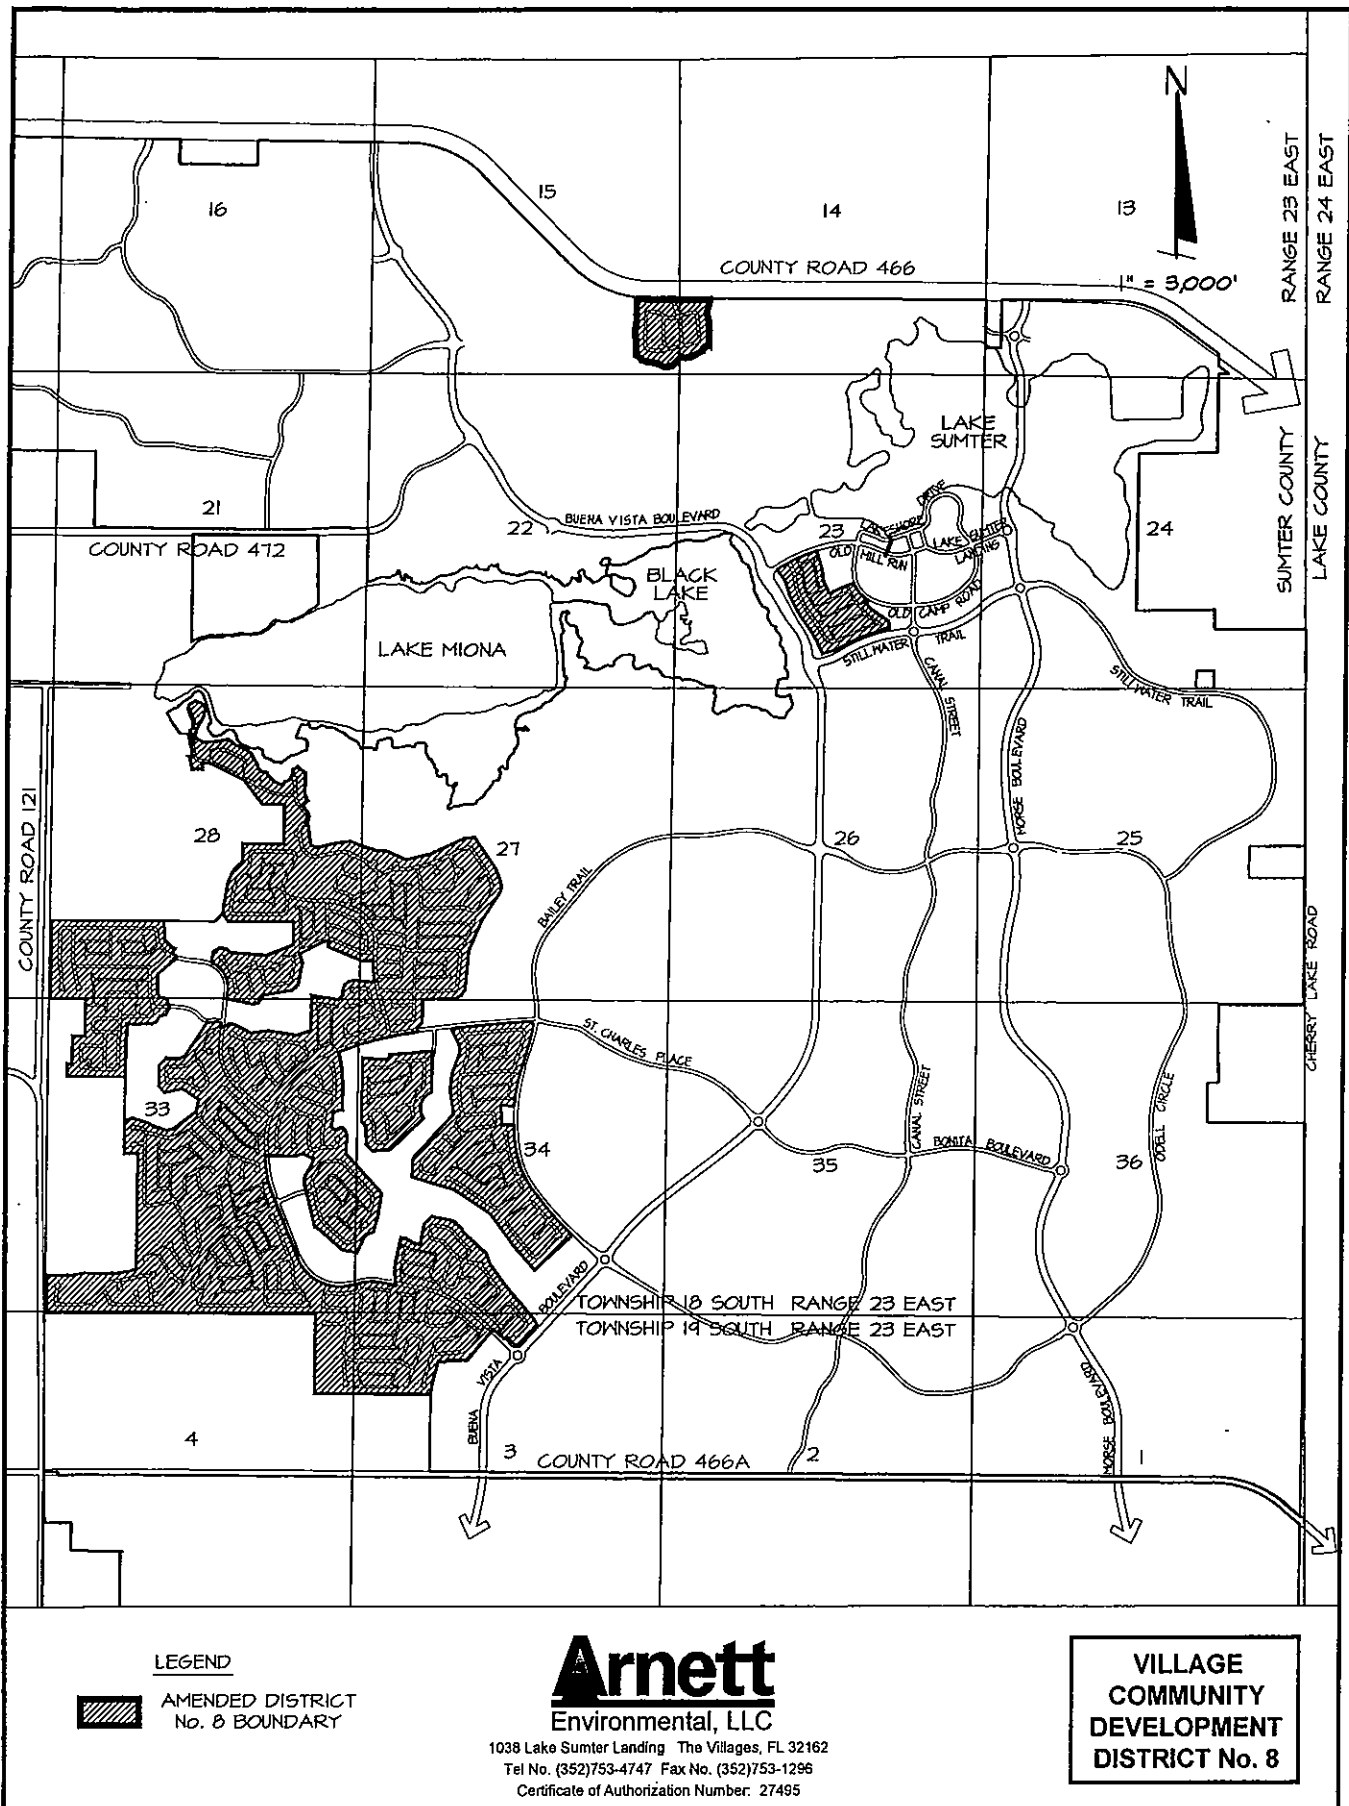 N
1" = 3,000'
RANGE 23 EAST
RANGE 24 EAST
16
15
14
13
COUNTY ROAD 466
LAKE
SUMTER
SUMTER COUNTY
LAKE COUNTY
21
22
BUENA VISTA BOULEVARD
23
24
LAKESHORE DRIVE
LAKE SUMTER
LANDING
OLD MILL RUN
COUNTY ROAD 472
BLACK
LAKE
OLD CAMP ROAD
LAKE MIONA
STILLWATER TRAIL
STILLWATER TRAIL
CANAL STREET
MORSE BOULEVARD
COUNTY ROAD 121
28
27
26
25
BAILEY TRAIL
CHERRY LAKE ROAD
ST. CHARLES PLACE
CANAL STREET
ODELL CIRCLE
33
34
35
BONITA BOULEVARD
36
BUENA VISTA BOULEVARD
TOWNSHIP 18 SOUTH RANGE 23 EAST
TOWNSHIP 19 SOUTH RANGE 23 EAST
MORSE BOULEVARD
4
3
COUNTY ROAD 466A
2
1
LEGEND
AMENDED DISTRICT
No. 8 BOUNDARY
Arnett
Environmental, LLC
1038 Lake Sumter Landing The Villages, FL 32162
Tel No. (352)753-4747 Fax No. (352)753-1296
Certificate of Authorization Number: 27495
VILLAGE
COMMUNITY
DEVELOPMENT
DISTRICT No. 8